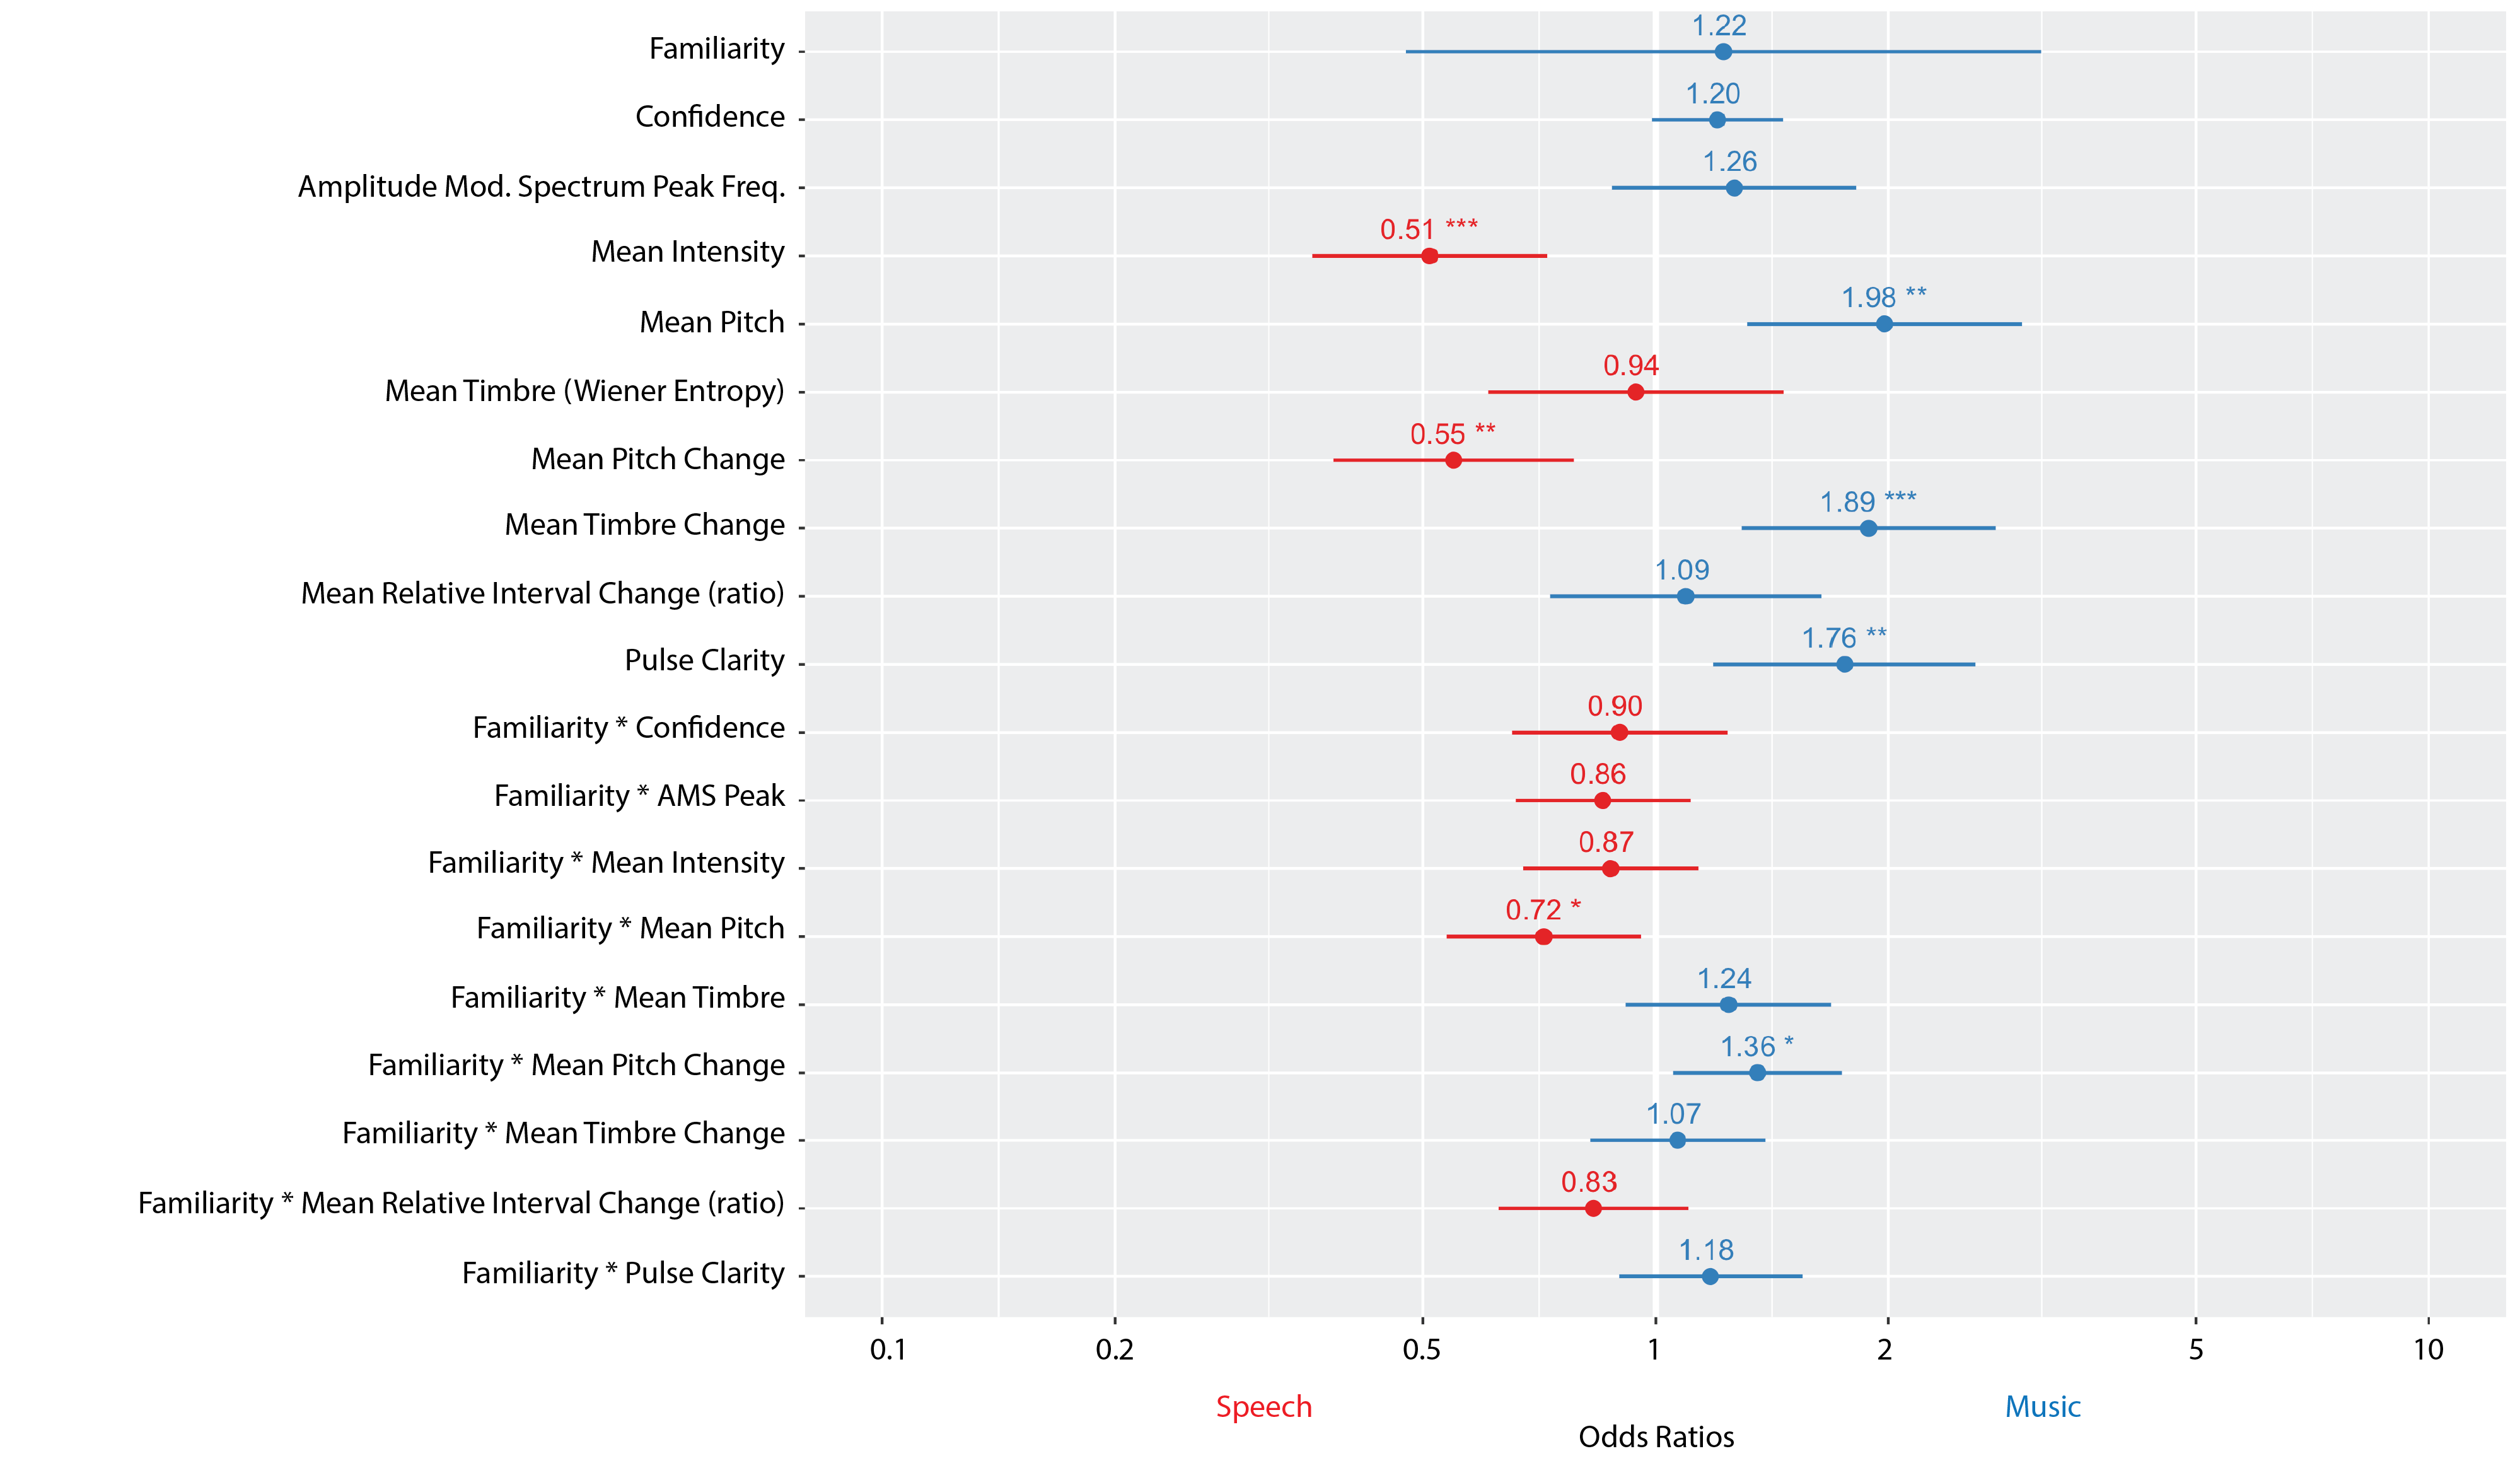 Familiarity
1.22
Confidence
1.20
Amplitude Mod. Spectrum Peak Freq.
1.26
Mean Intensity
0.51 ***
Mean Pitch
1.98 **
Mean Timbre (Wiener Entropy)
0.94
Mean Pitch Change
0.55 **
Mean Timbre Change
1.89 ***
Mean Relative Interval Change (ratio)
1.09
Pulse Clarity
1.76 **
Familiarity * Confidence
0.90
Familiarity * AMS Peak
0.86
Familiarity * Mean Intensity
0.87
Familiarity * Mean Pitch
0.72 *
Familiarity * Mean Timbre
1.24
Familiarity * Mean Pitch Change
1.36 *
Familiarity * Mean Timbre Change
1.07
Familiarity * Mean Relative Interval Change (ratio)
0.83
Familiarity * Pulse Clarity
1.18
0.1 0.2 0.5 1 2 5 10
Speech Music
Odds Ratios